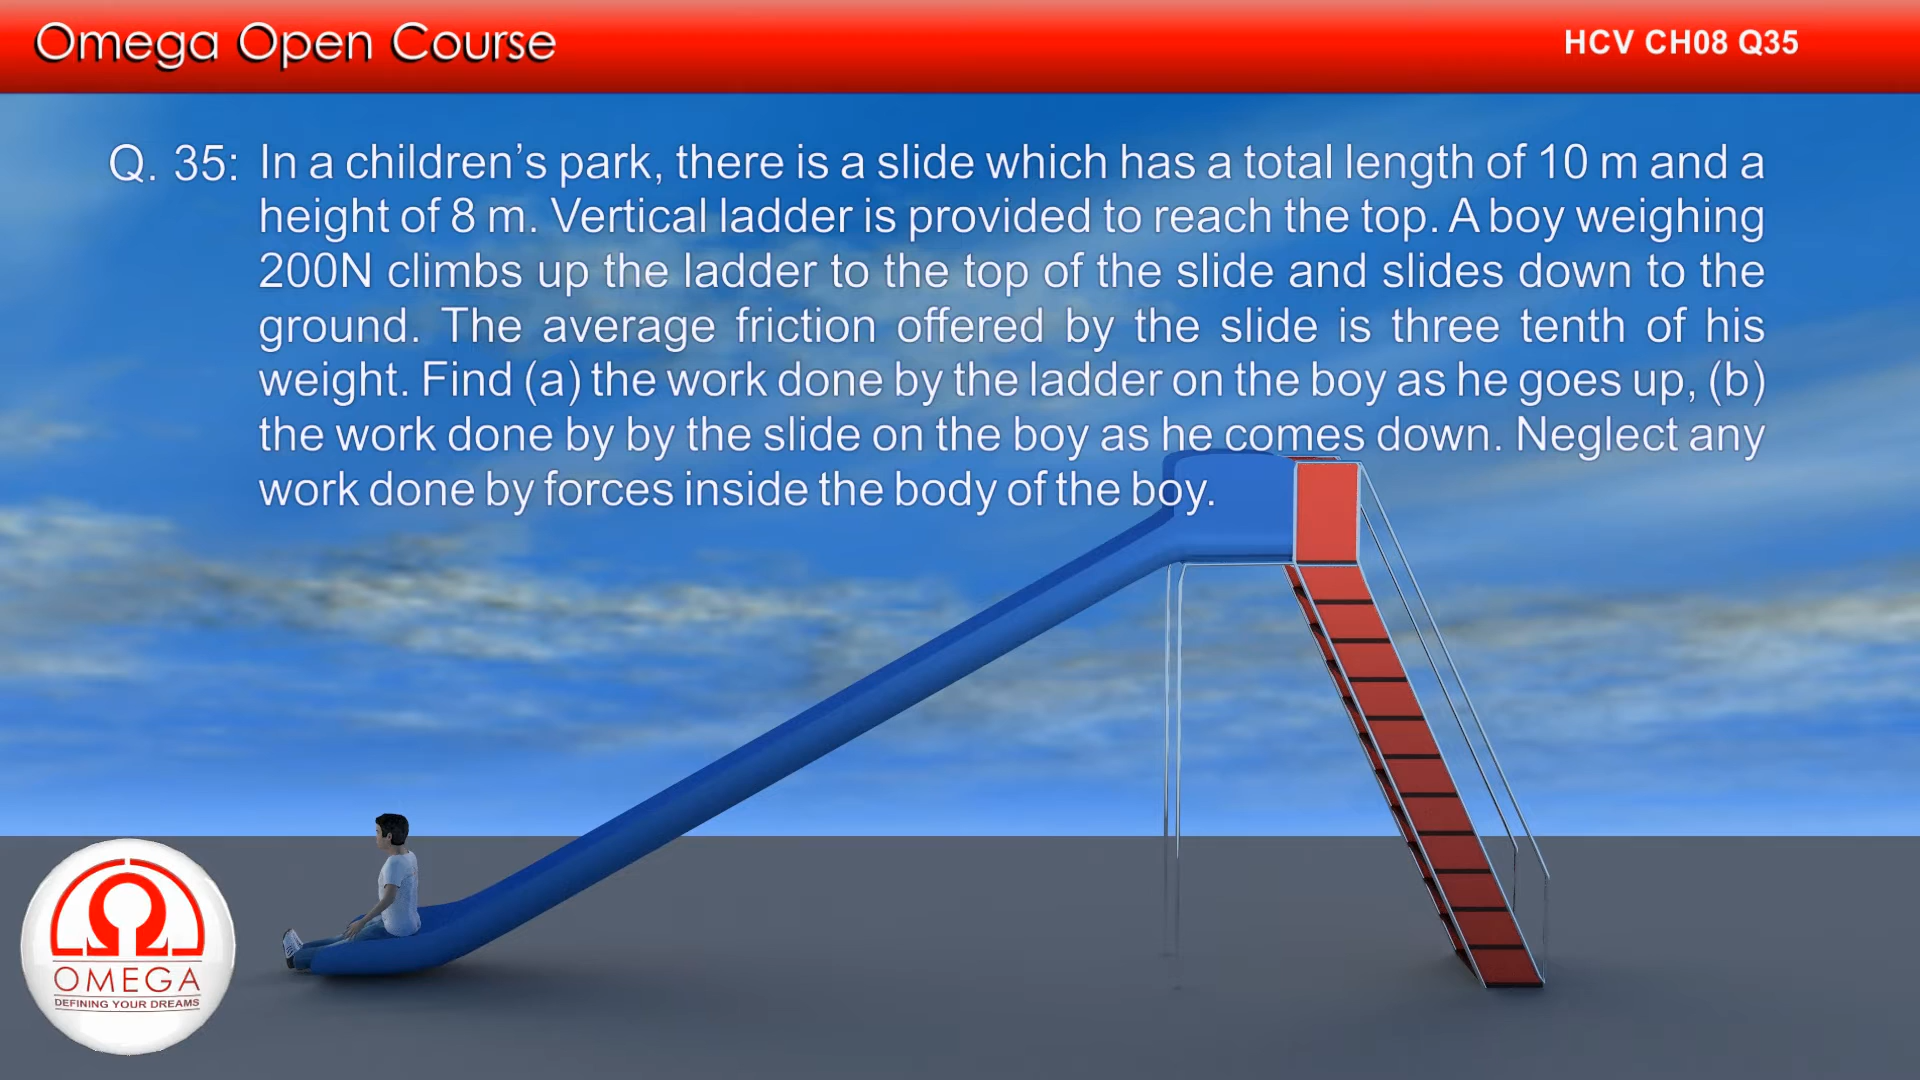 Omega Open Course
HCV CH08 Q35
Q. 35: In a children's park, there is a slide which has a total length of 10 m and a
height of 8 m. Vertical ladder is provided to reach the top. A boy weighing
200N climbs up the ladder to the top of the slide and slides down to the
ground. The average friction offered by the slide is three tenth of his
weight. Find (a) the work done by the ladder on the boy as he goes up, (b)
the work done by by the slide on the boy as he comes down. Neglect any
work done by forces inside the body of the boy.
OMEGA
DEFINING YOUR DREAMS